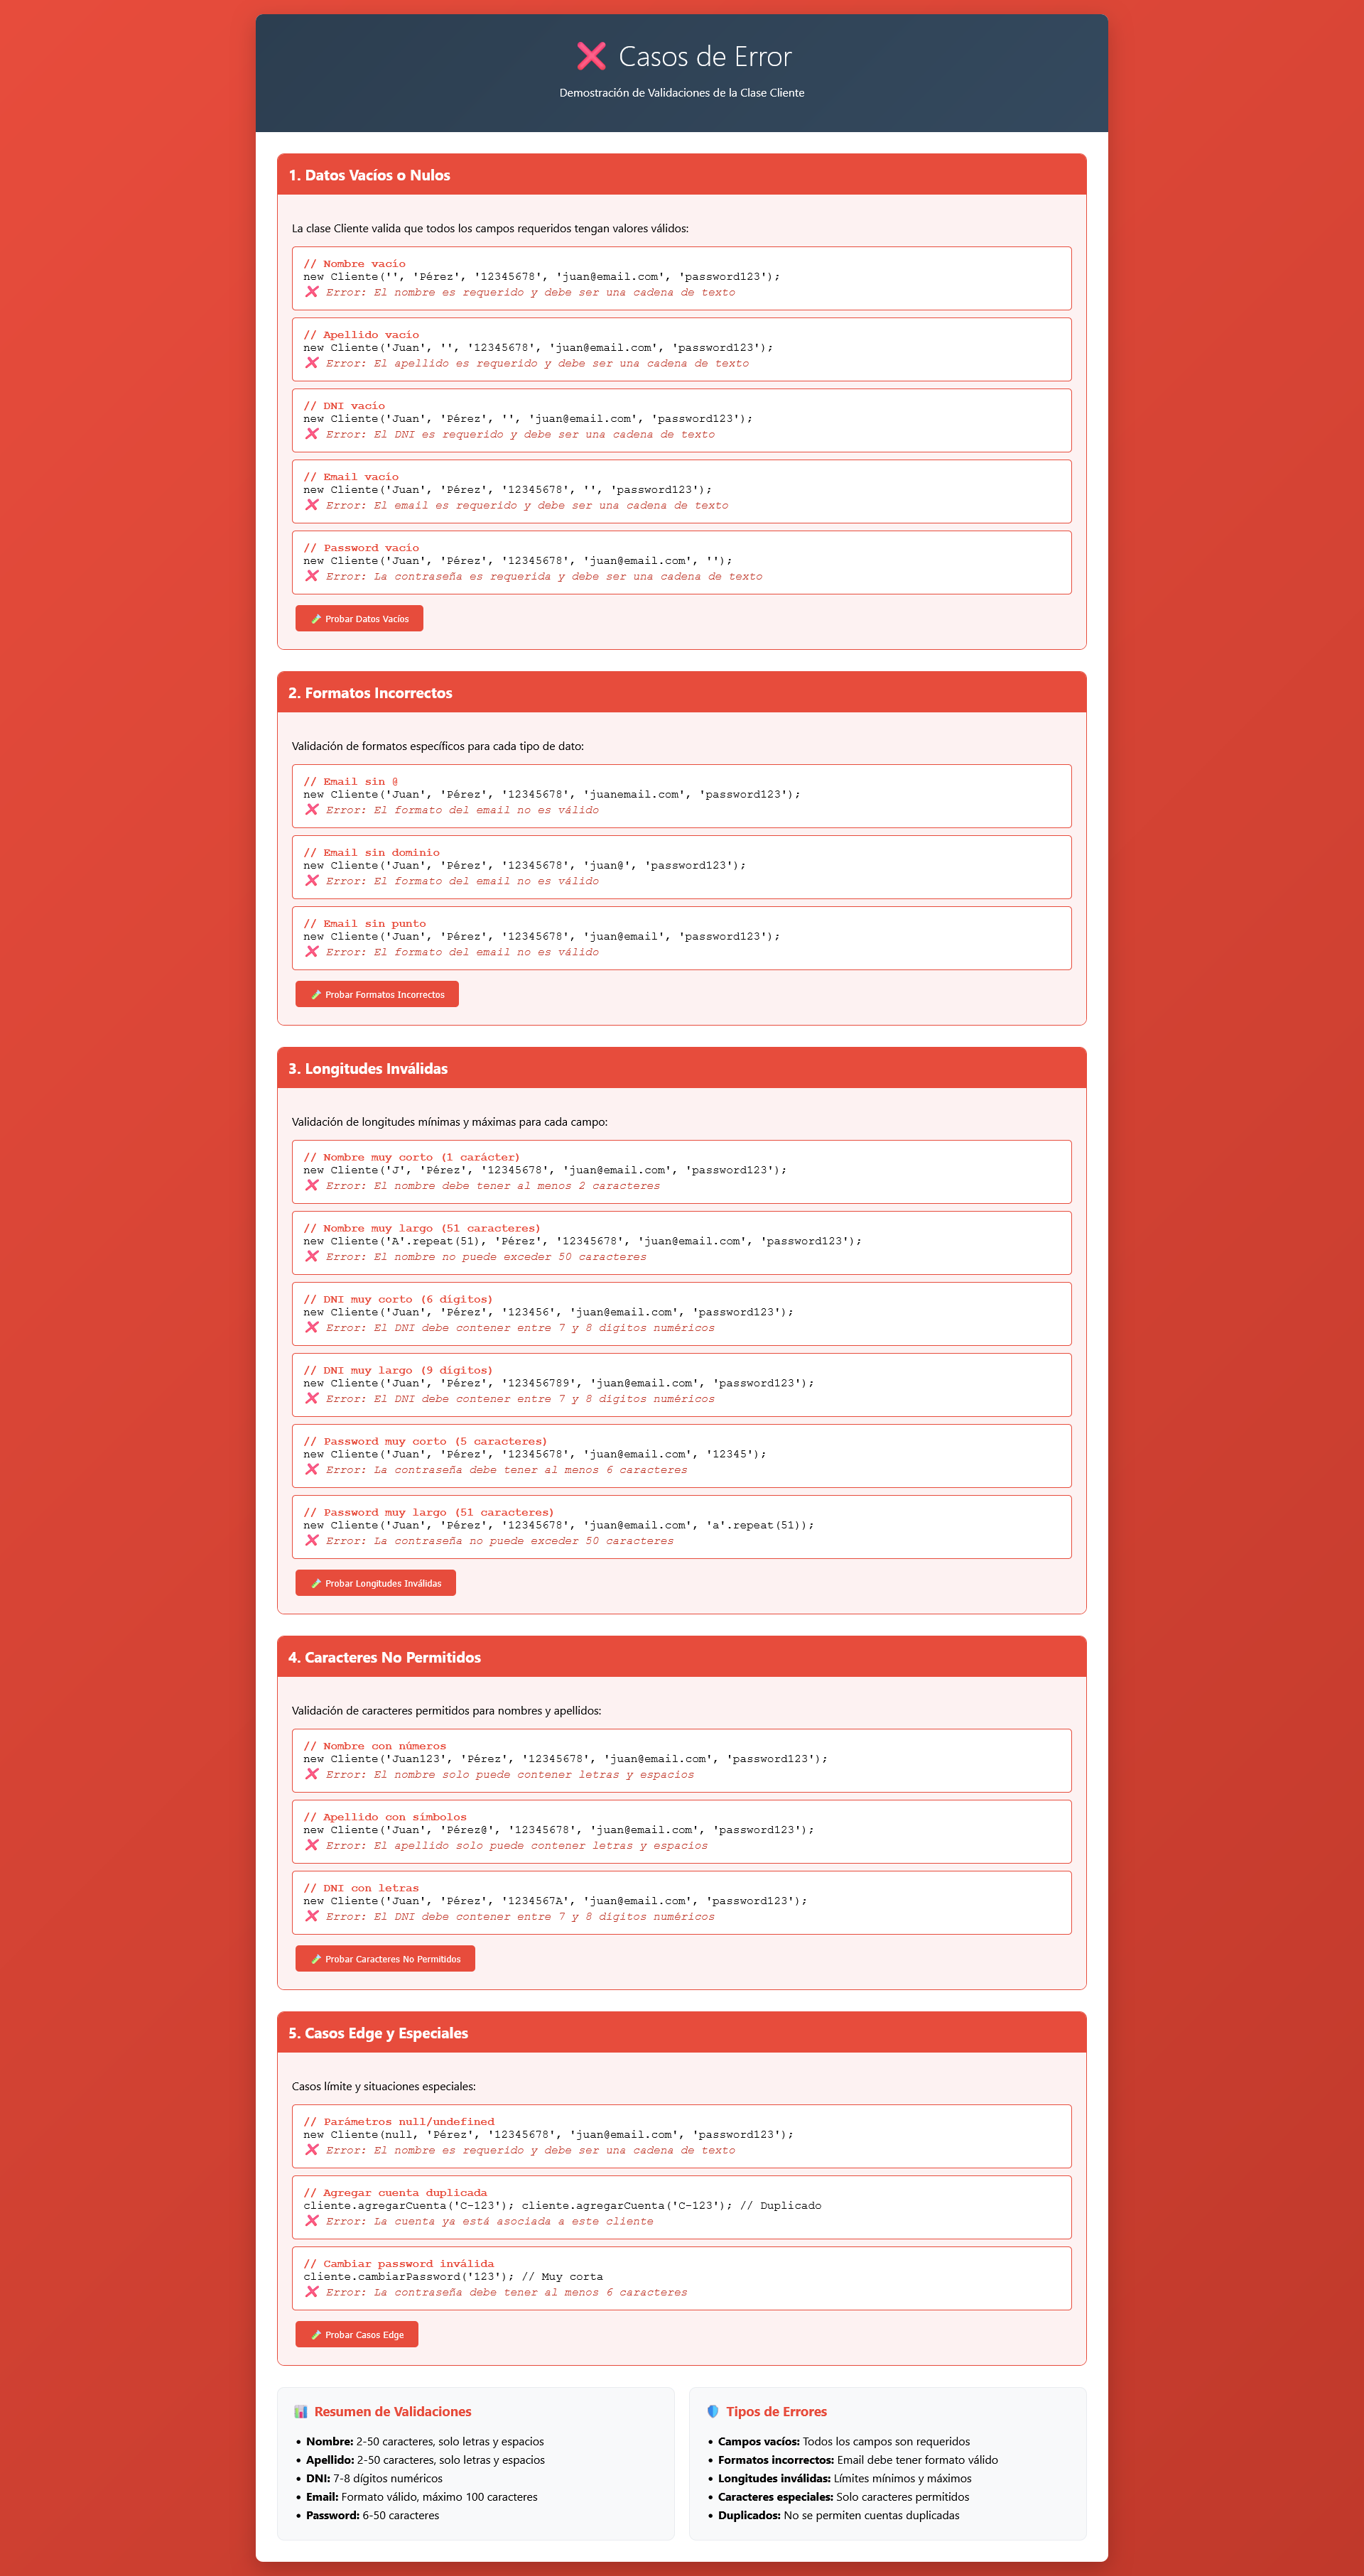 ❌ Casos de Error
Demostración de Validaciones de la Clase Cliente
1. Datos Vacíos o Nulos
La clase Cliente valida que todos los campos requeridos tengan valores válidos:
// Nombre vacío
new Cliente('', 'Pérez', '12345678', 'juan@email.com', 'password123');
❌ Error: El nombre es requerido y debe ser una cadena de texto
// Apellido vacío
new Cliente('Juan', '', '12345678', 'juan@email.com', 'password123');
❌ Error: El apellido es requerido y debe ser una cadena de texto
// DNI vacío
new Cliente('Juan', 'Pérez', '', 'juan@email.com', 'password123');
❌ Error: El DNI es requerido y debe ser una cadena de texto
// Email vacío
new Cliente('Juan', 'Pérez', '12345678', '', 'password123');
❌ Error: El email es requerido y debe ser una cadena de texto
// Password vacío
new Cliente('Juan', 'Pérez', '12345678', 'juan@email.com', '');
❌ Error: La contraseña es requerida y debe ser una cadena de texto
🧪 Probar Datos Vacíos
2. Formatos Incorrectos
Validación de formatos específicos para cada tipo de dato:
// Email sin @
new Cliente('Juan', 'Pérez', '12345678', 'juanemail.com', 'password123');
❌ Error: El formato del email no es válido
// Email sin dominio
new Cliente('Juan', 'Pérez', '12345678', 'juan@', 'password123');
❌ Error: El formato del email no es válido
// Email sin punto
new Cliente('Juan', 'Pérez', '12345678', 'juan@email', 'password123');
❌ Error: El formato del email no es válido
🧪 Probar Formatos Incorrectos
3. Longitudes Inválidas
Validación de longitudes mínimas y máximas para cada campo:
// Nombre muy corto (1 carácter)
new Cliente('J', 'Pérez', '12345678', 'juan@email.com', 'password123');
❌ Error: El nombre debe tener al menos 2 caracteres
// Nombre muy largo (51 caracteres)
new Cliente('A'.repeat(51), 'Pérez', '12345678', 'juan@email.com', 'password123');
❌ Error: El nombre no puede exceder 50 caracteres
// DNI muy corto (6 dígitos)
new Cliente('Juan', 'Pérez', '123456', 'juan@email.com', 'password123');
❌ Error: El DNI debe contener entre 7 y 8 dígitos numéricos
// DNI muy largo (9 dígitos)
new Cliente('Juan', 'Pérez', '123456789', 'juan@email.com', 'password123');
❌ Error: El DNI debe contener entre 7 y 8 dígitos numéricos
// Password muy corto (5 caracteres)
new Cliente('Juan', 'Pérez', '12345678', 'juan@email.com', '12345');
❌ Error: La contraseña debe tener al menos 6 caracteres
// Password muy largo (51 caracteres)
new Cliente('Juan', 'Pérez', '12345678', 'juan@email.com', 'a'.repeat(51));
❌ Error: La contraseña no puede exceder 50 caracteres
🧪 Probar Longitudes Inválidas
4. Caracteres No Permitidos
Validación de caracteres permitidos para nombres y apellidos:
// Nombre con números
new Cliente('Juan123', 'Pérez', '12345678', 'juan@email.com', 'password123');
❌ Error: El nombre solo puede contener letras y espacios
// Apellido con símbolos
new Cliente('Juan', 'Pérez@', '12345678', 'juan@email.com', 'password123');
❌ Error: El apellido solo puede contener letras y espacios
// DNI con letras
new Cliente('Juan', 'Pérez', '1234567A', 'juan@email.com', 'password123');
❌ Error: El DNI debe contener entre 7 y 8 dígitos numéricos
🧪 Probar Caracteres No Permitidos
5. Casos Edge y Especiales
Casos límite y situaciones especiales:
// Parámetros null/undefined
new Cliente(null, 'Pérez', '12345678', 'juan@email.com', 'password123');
❌ Error: El nombre es requerido y debe ser una cadena de texto
// Agregar cuenta duplicada
cliente.agregarCuenta('C-123'); cliente.agregarCuenta('C-123'); // Duplicado
❌ Error: La cuenta ya está asociada a este cliente
// Cambiar password inválida
cliente.cambiarPassword('123'); // Muy corta
❌ Error: La contraseña debe tener al menos 6 caracteres
🧪 Probar Casos Edge
📊 Resumen de Validaciones
• Nombre: 2-50 caracteres, solo letras y espacios
• Apellido: 2-50 caracteres, solo letras y espacios
• DNI: 7-8 dígitos numéricos
• Email: Formato válido, máximo 100 caracteres
• Password: 6-50 caracteres
🛡️ Tipos de Errores
• Campos vacíos: Todos los campos son requeridos
• Formatos incorrectos: Email debe tener formato válido
• Longitudes inválidas: Límites mínimos y máximos
• Caracteres especiales: Solo caracteres permitidos
• Duplicados: No se permiten cuentas duplicadas